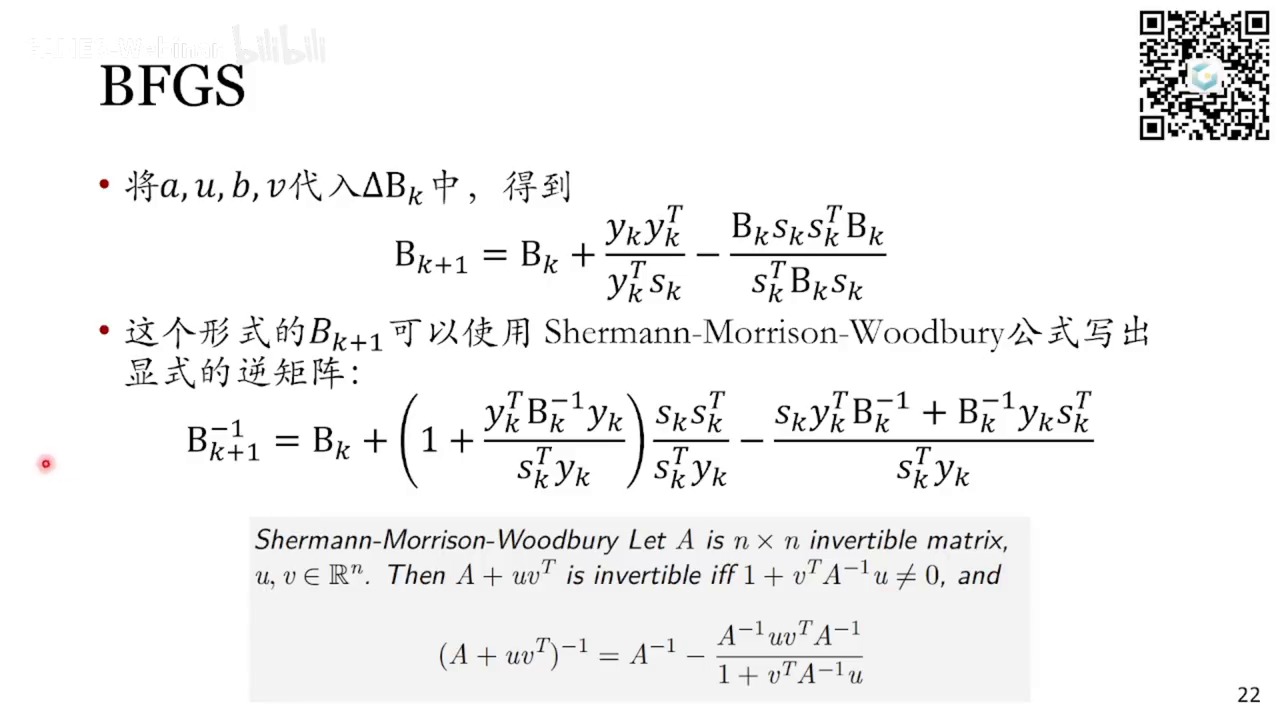 bilibili
BFGS
• 将a, u, b, v代入ΔB_k中，得到
B_{k+1} = B_k + \frac{y_k y_k^T}{y_k^T s_k} - \frac{B_k s_k s_k^T B_k}{s_k^T B_k s_k}
• 这个形式的B_{k+1}可以使用 Shermann-Morrison-Woodbury公式写出
显式的逆矩阵：
B_{k+1}^{-1} = B_k + \left(1 + \frac{y_k^T B_k^{-1} y_k}{s_k^T y_k}\right) \frac{s_k s_k^T}{s_k^T y_k} - \frac{s_k y_k^T B_k^{-1} + B_k^{-1} y_k s_k^T}{s_k^T y_k}
Shermann-Morrison-Woodbury Let A is n × n invertible matrix,
u, v ∈ ℝ^n. Then A + uv^T is invertible iff 1 + v^T A^{-1} u ≠ 0, and
(A + uv^T)^{-1} = A^{-1} - \frac{A^{-1} uv^T A^{-1}}{1 + v^T A^{-1} u}
22